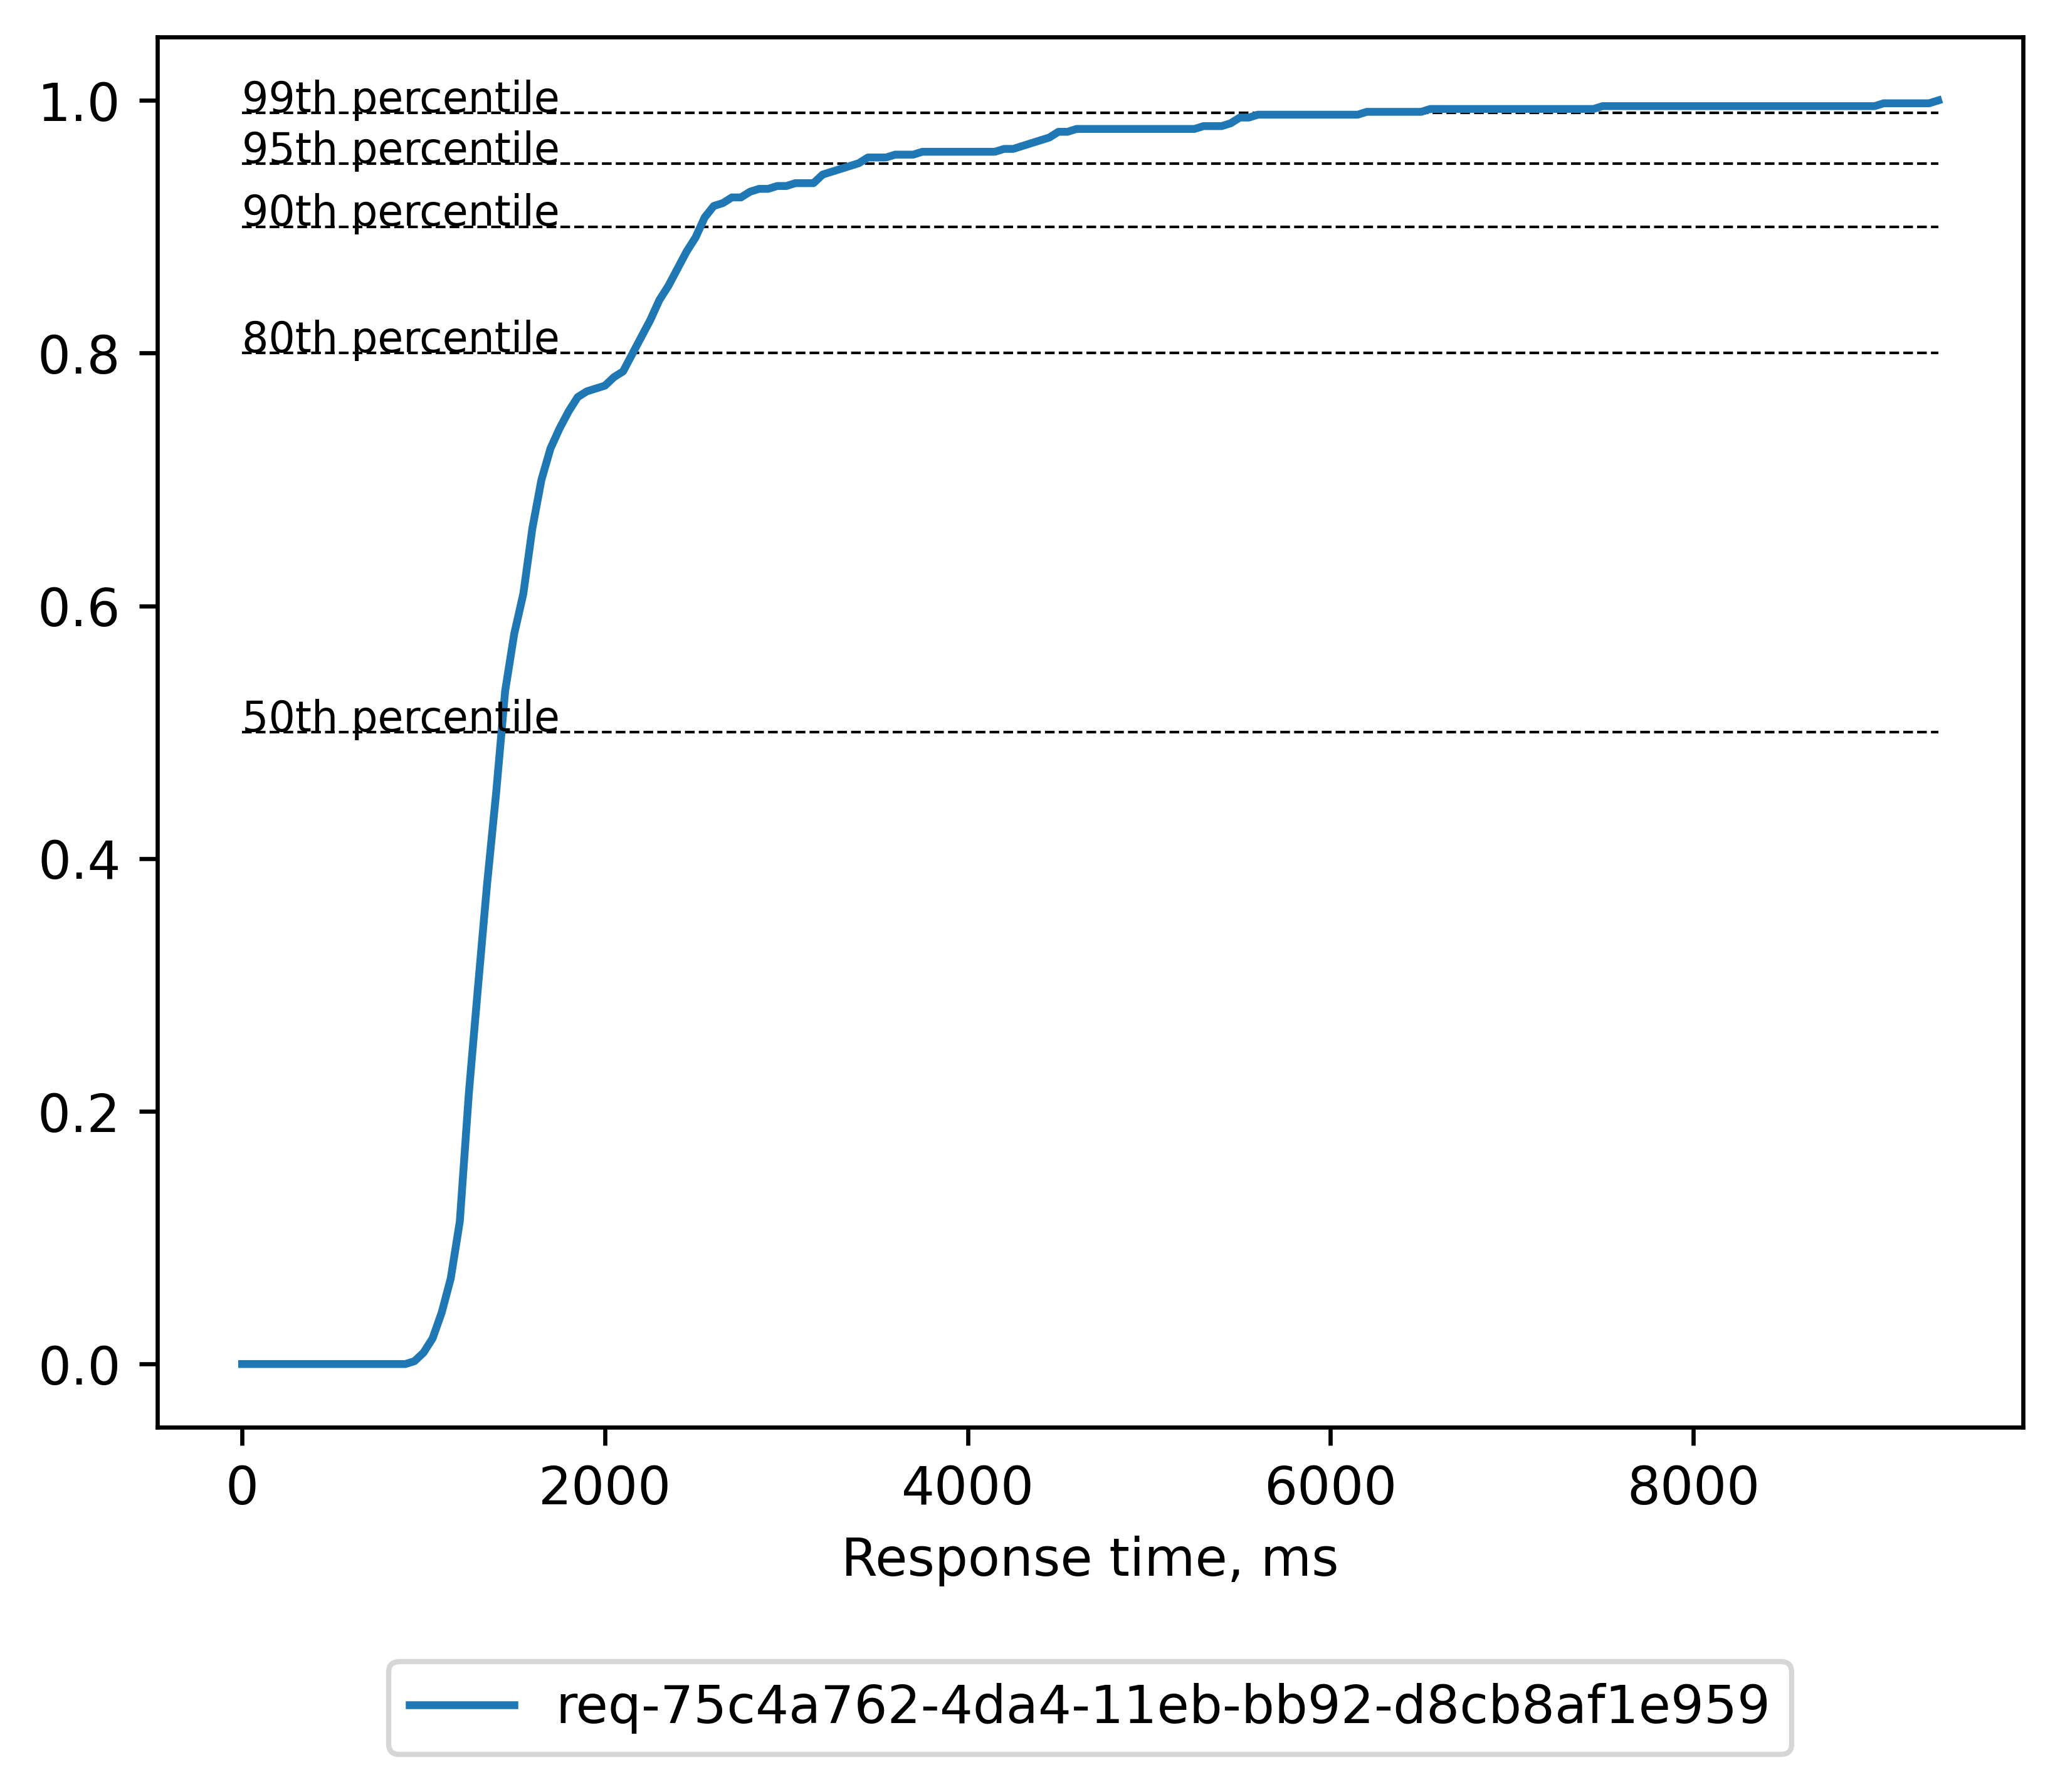 1.0
99th percentile
95th percentile
90th percentile
0.8
80th percentile
0.6
50th percentile
0.4
0.2
0.0
0 2000 4000 6000 8000
Response time, ms
req-75c4a762-4da4-11eb-bb92-d8cb8af1e959